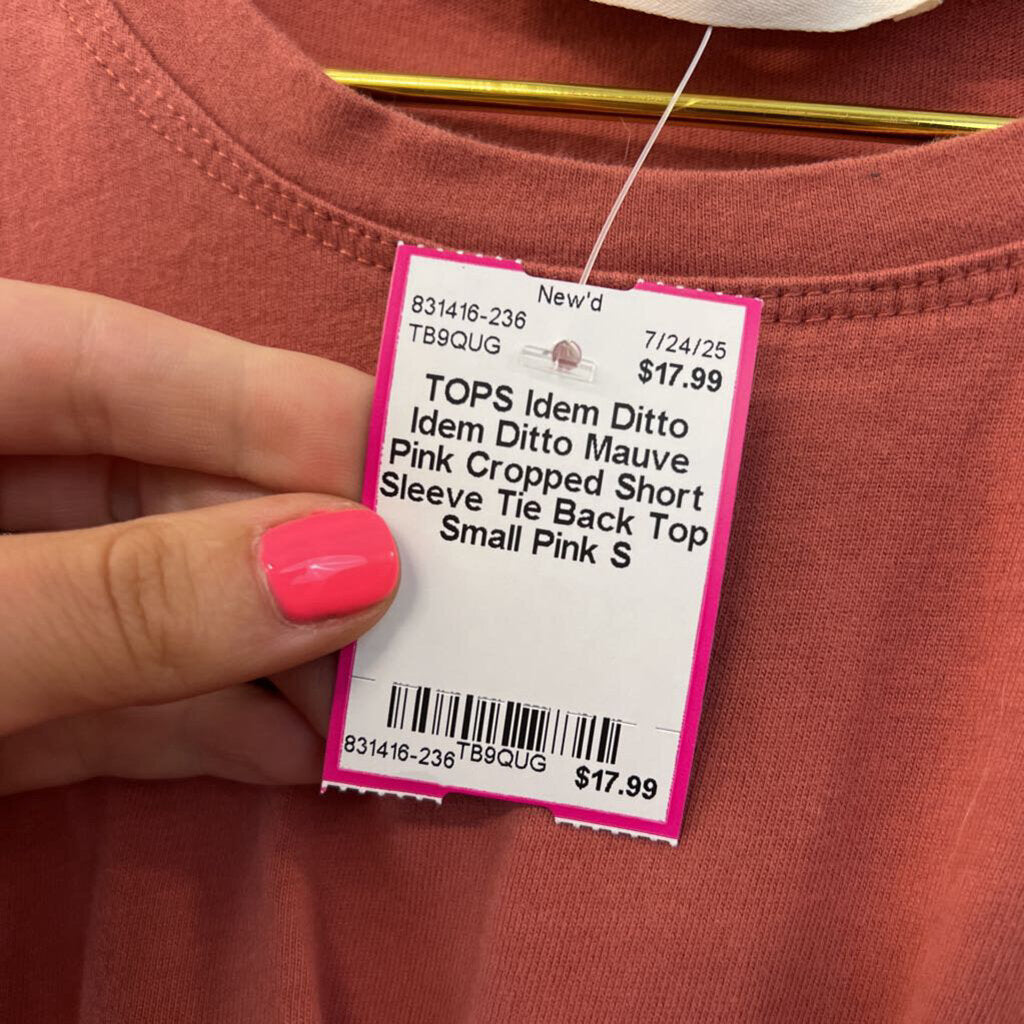 New'd
831416-236
TB9QUG
7/24/25
$17.99
TOPS Idem Ditto
Idem Ditto Mauve
Pink Cropped Short
Sleeve Tie Back Top
Small Pink S
831416-236 TB9QUG
$17.99